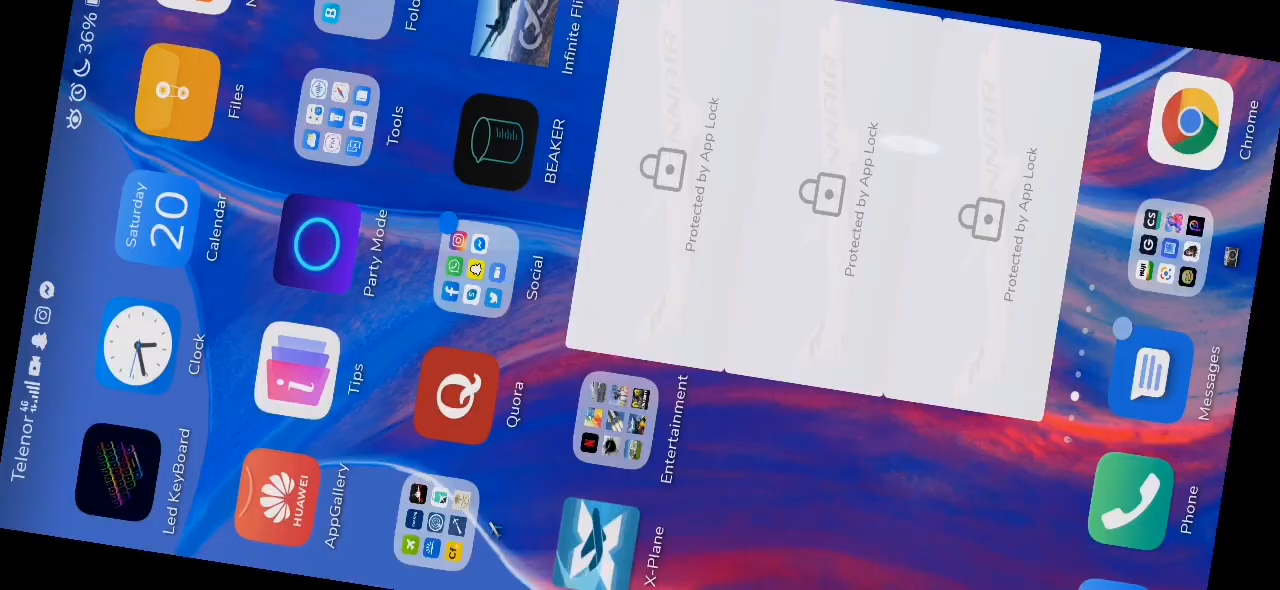 Telenor 4G
36%
Led KeyBoard
Clock
Saturday
20
Calendar
Files
HUAWEI
AppGallery
Tips
Party Mode
Tools
Quora
Social
BEAKER
Infinite Fli
X-Plane
Entertainment
Protected by App Lock
Protected by App Lock
Protected by App Lock
Phone
Messages
Chrome